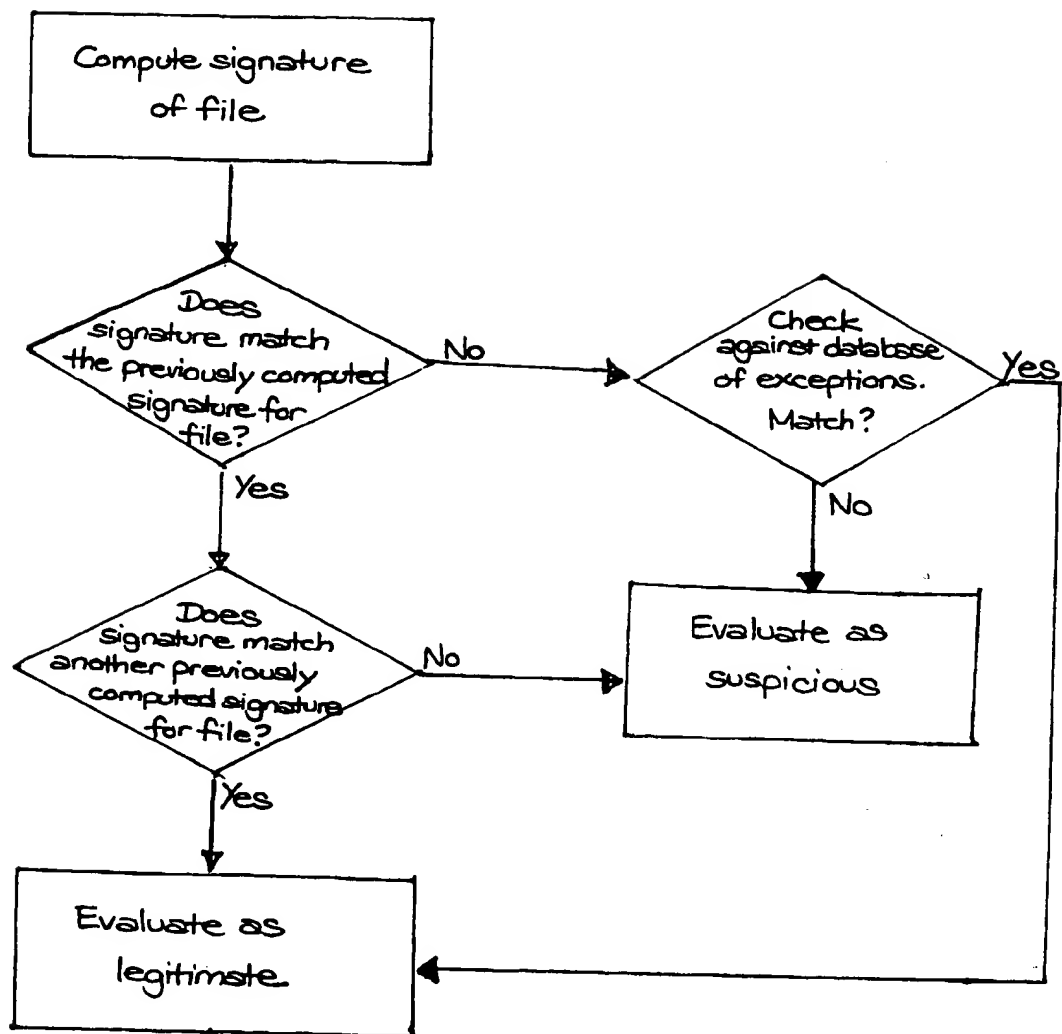 Compute signature
of file
Does
signature match
the previously computed
signature for
file?
No
Check
against database
of exceptions.
Match?
Yes
Yes
No
Does
signature match
another previously
computed signature
for file?
No
Evaluate as
suspicious
Yes
Evaluate as
legitimate